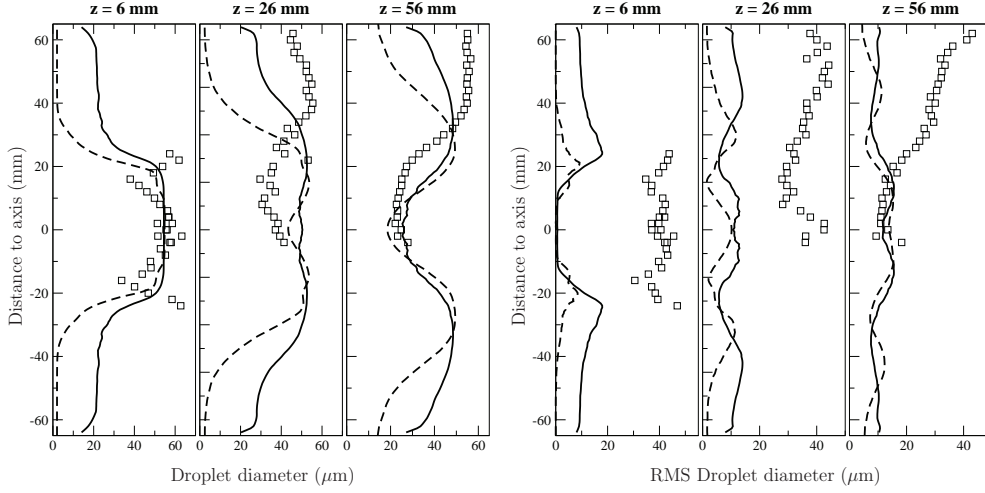 z = 6 mm
z = 26 mm
z = 56 mm
z = 6 mm
z = 26 mm
z = 56 mm
Distance to axis (mm)
60
40
20
0
-20
-40
-60
0 20 40 60
0 20 40 60
0 20 40 60
Droplet diameter (μm)
Distance to axis (mm)
60
40
20
0
-20
-40
-60
0 20 40
0 20 40
0 20 40
RMS Droplet diameter (μm)